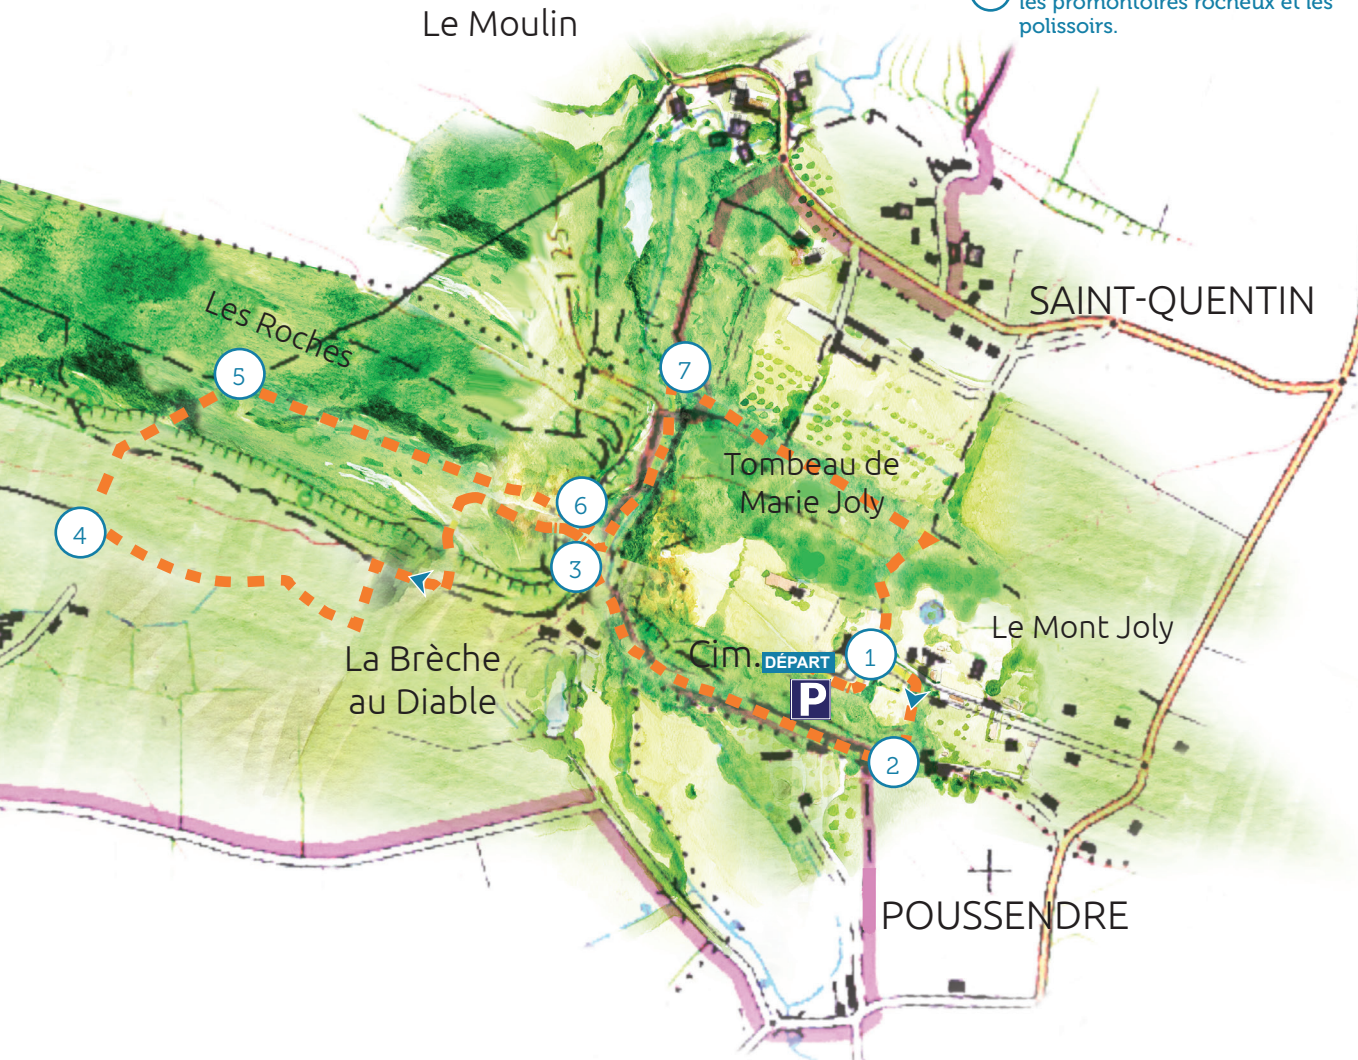 les promontoires rocheux et les
polissoirs.
Le Moulin
125
SAINT-QUENTIN
Les Roches
5
7
Tombeau de
Marie Joly
6
4
3
Le Mont Joly
La Brèche
au Diable
Cim.
DÉPART
1
P
2
POUSSENDRE